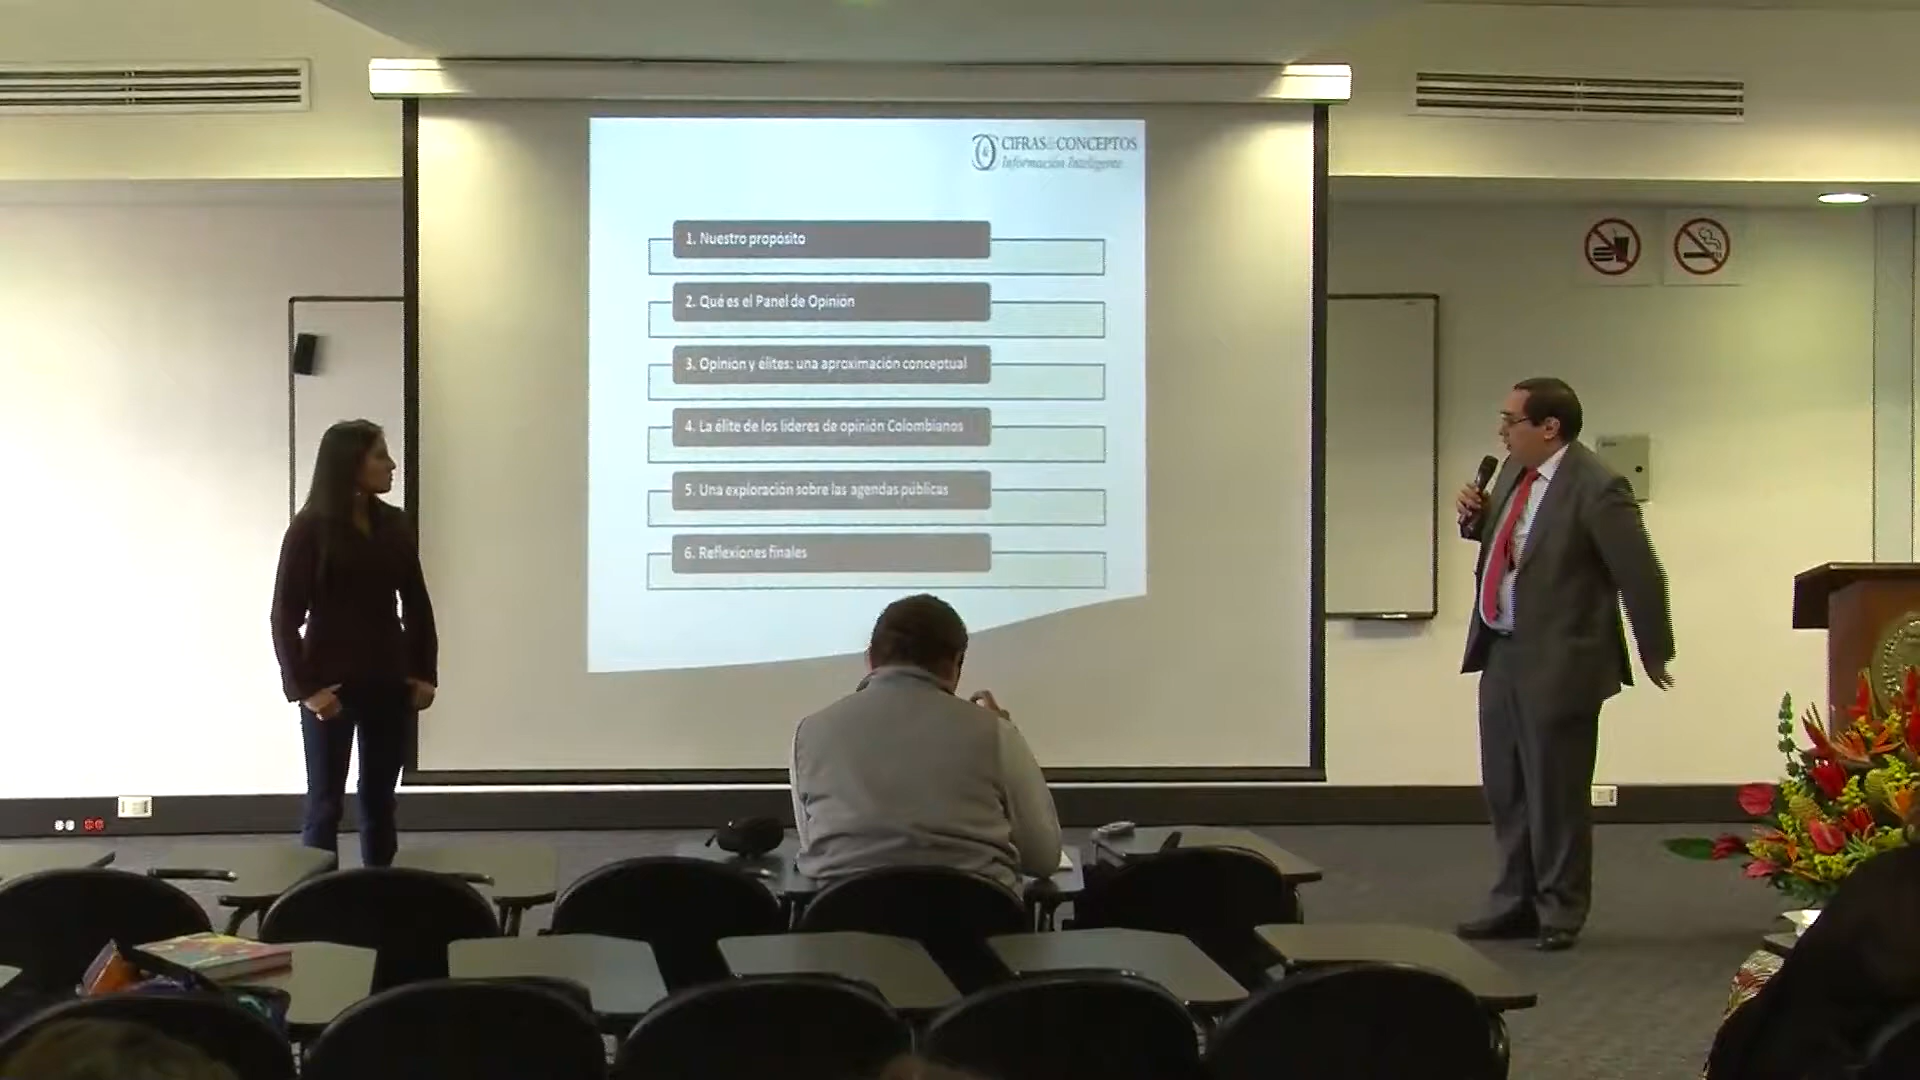 CIFRAS & CONCEPTOS
Información Inteligente
1. Nuestro propósito
2. Qué es el Panel de Opinión
3. Opinión y élites: una aproximación conceptual
4. La élite de los líderes de opinión Colombianos
5. Una exploración sobre las agendas públicas
6. Reflexiones finales